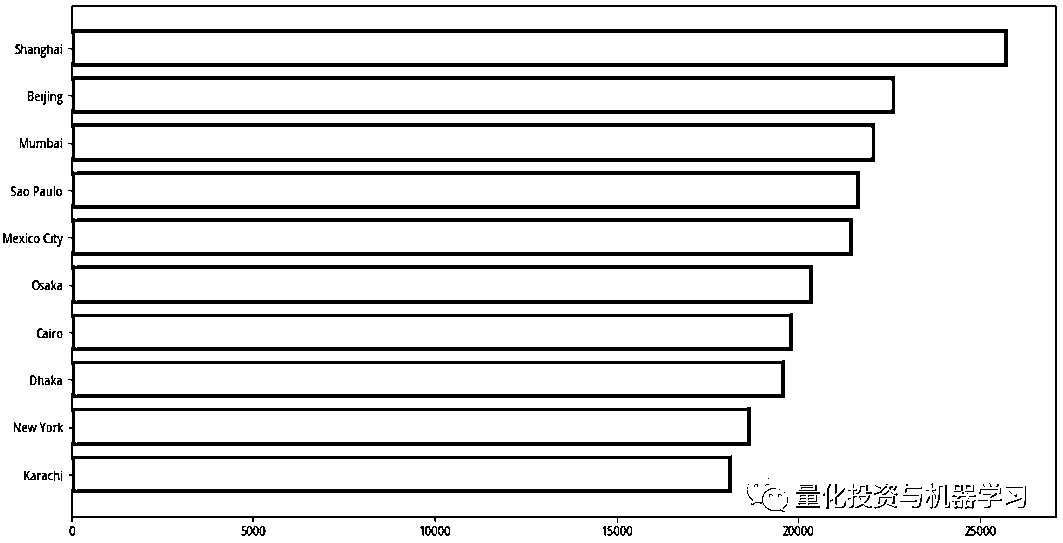 Shanghai
Beijing
Mumbai
Sao Paulo
Mexico City
Osaka
Cairo
Dhaka
New York
Karachi
量化投资与机器学习
0 5000 10000 15000 20000 25000